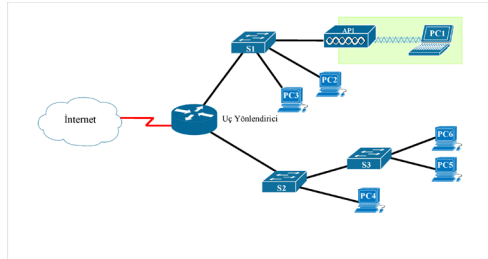 AP1
PC1
S1
PC2
PC3
İnternet
Uç Yönlendirici
PC6
S3
PC5
S2
PC4